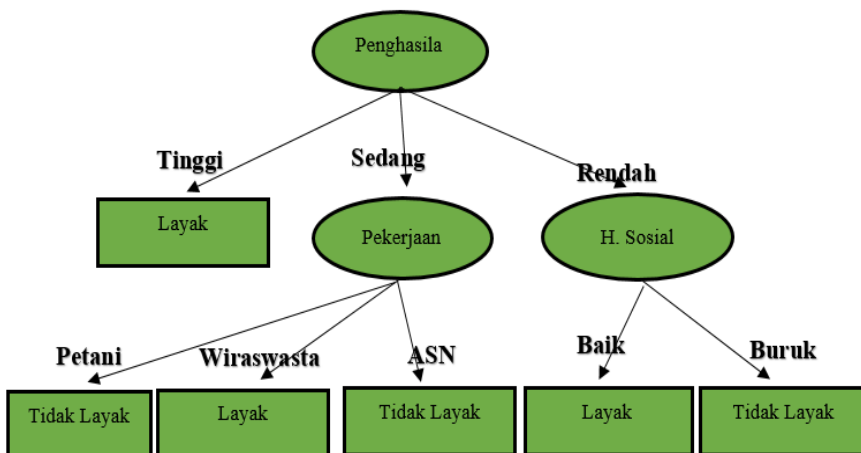 Penghasila
Tinggi
Sedang
Rendah
Layak
Pekerjaan
H. Sosial
Petani
Wiraswasta
ASN
Baik
Buruk
Tidak Layak
Layak
Tidak Layak
Layak
Tidak Layak